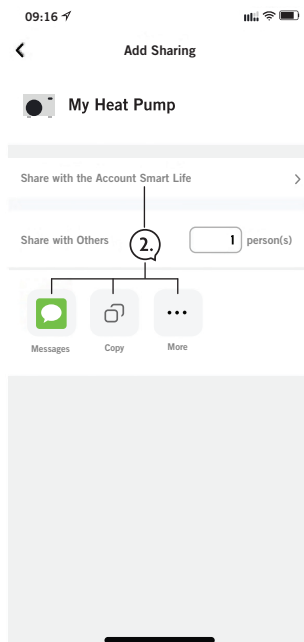 09:16
Add Sharing
My Heat Pump
Share with the Account Smart Life
Share with Others 2. 1 person(s)
Messages Copy More